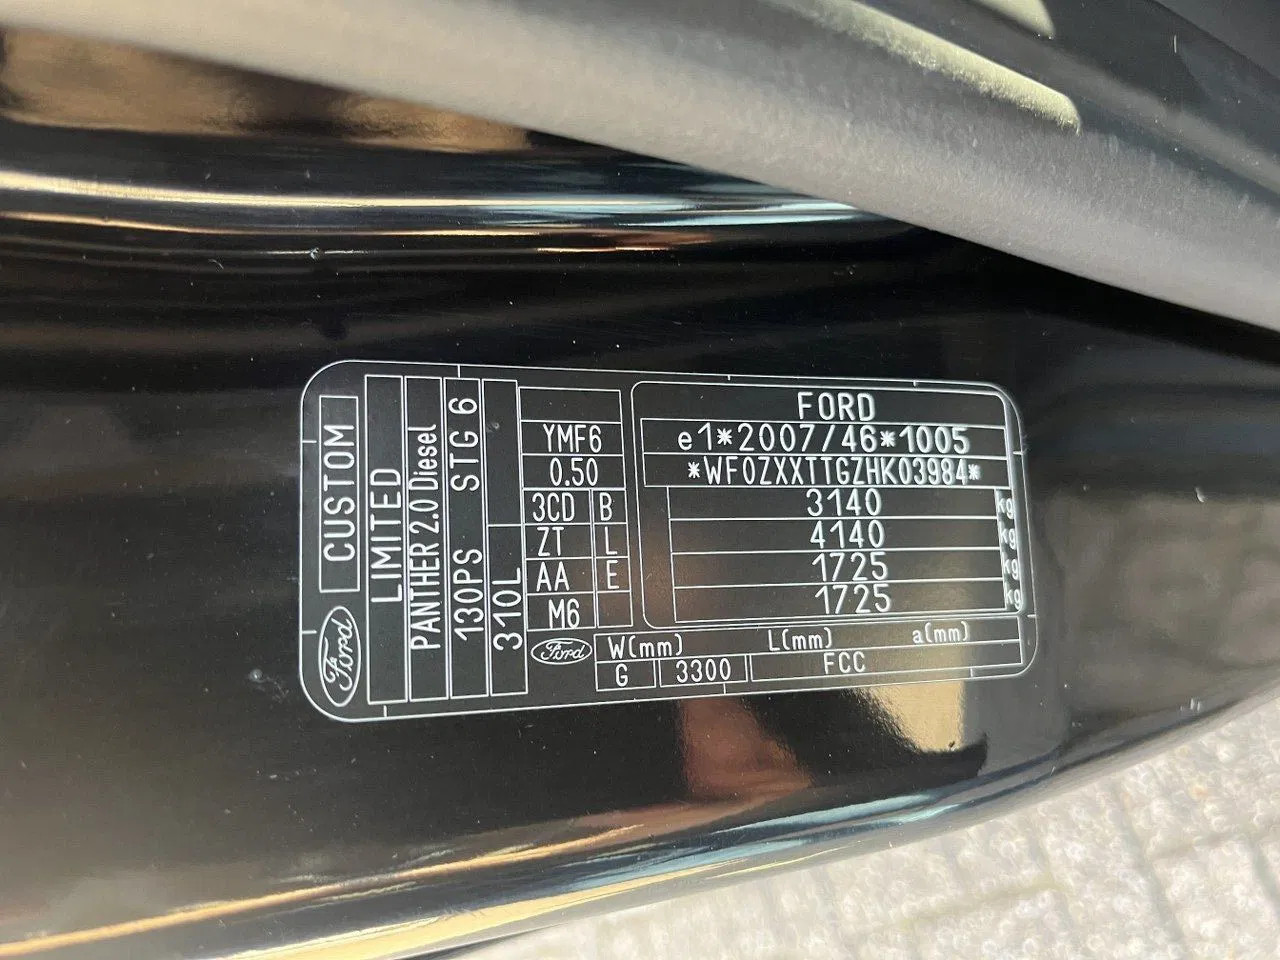 Ford CUSTOM
LIMITED
PANTHER 2.0 Diesel
130PS STG 6
310L
YMF6
0.50
3CD B
ZT L
AA E
M6
Ford
FORD
e1*2007/46*1005
*WF0ZXXTTGZHK03984*
3140 kg
4140 kg
1725 kg
1725 kg
W(mm) L(mm) a(mm)
G 3300 FCC